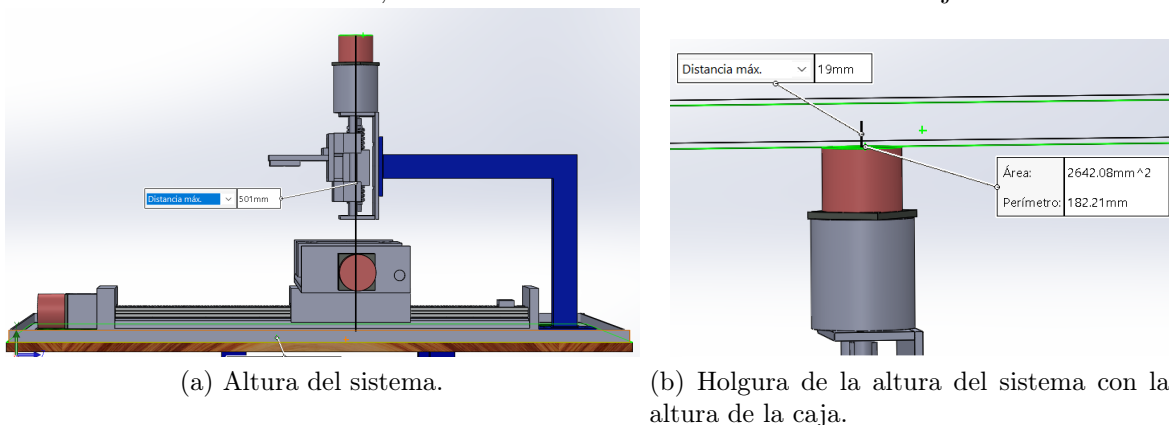 Distancia máx. 501mm
Distancia máx. 19mm
Área: 2642.08mm^2
Perímetro: 182.21mm
(a) Altura del sistema.
(b) Holgura de la altura del sistema con la
altura de la caja.